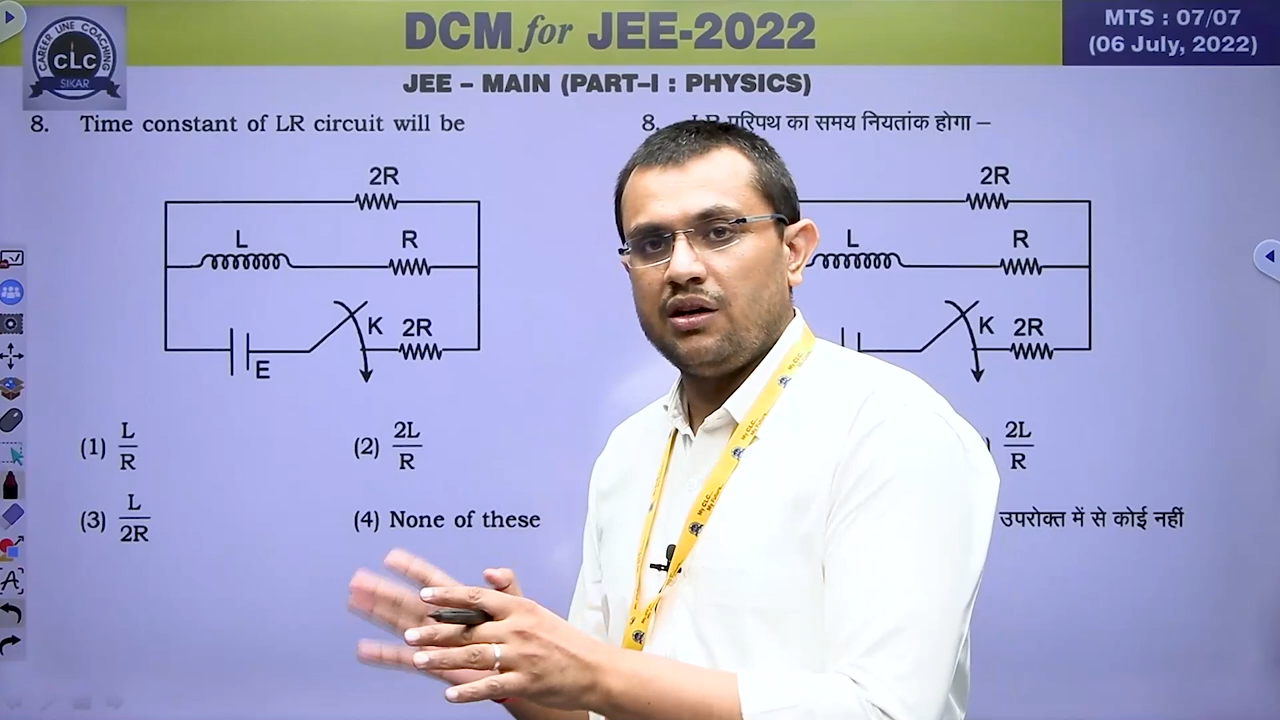 DCM for JEE-2022
MTS : 07/07
(06 July, 2022)
CAREER LINE COACHING
CLC
SIKAR
JEE – MAIN (PART–I : PHYSICS)
8. Time constant of LR circuit will be
2R
L
R
K
2R
E
(1) L/R
(2) 2L/R
(3) L/2R
(4) None of these
8. LR परिपथ का समय नियतांक होगा –
2R
L
R
K
2R
2L/R
उपरोक्त में से कोई नहीं